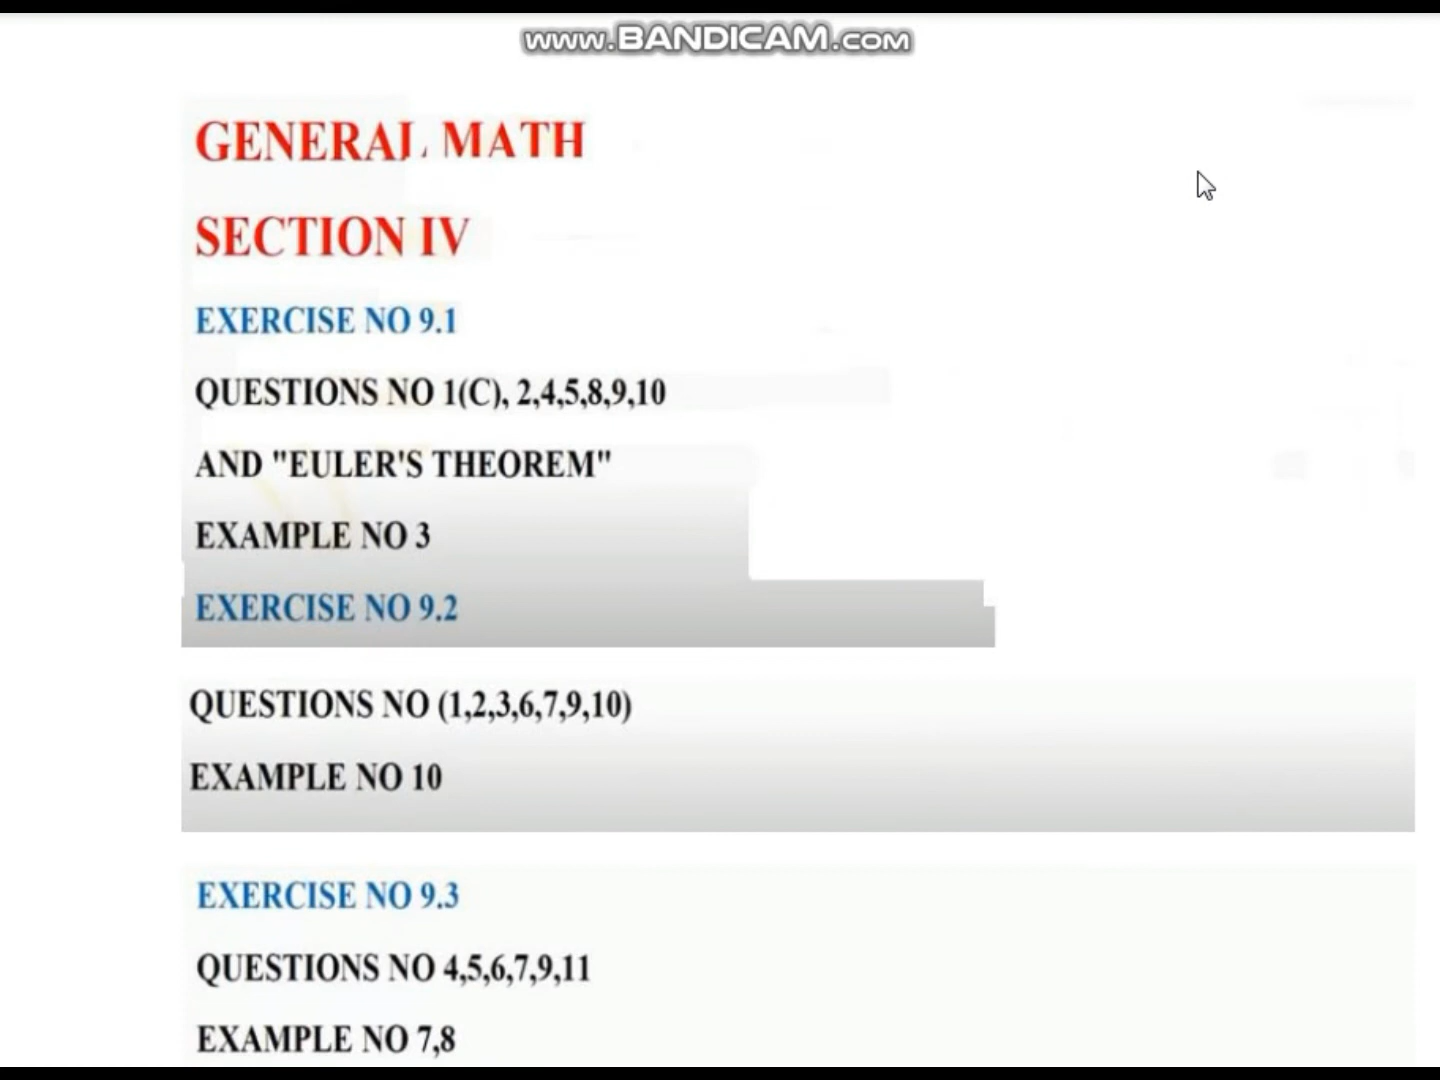 www.BANDICAM.com
GENERAL MATH
SECTION IV
EXERCISE NO 9.1
QUESTIONS NO 1(C), 2,4,5,8,9,10
AND "EULER'S THEOREM"
EXAMPLE NO 3
EXERCISE NO 9.2
QUESTIONS NO (1,2,3,6,7,9,10)
EXAMPLE NO 10
EXERCISE NO 9.3
QUESTIONS NO 4,5,6,7,9,11
EXAMPLE NO 7,8